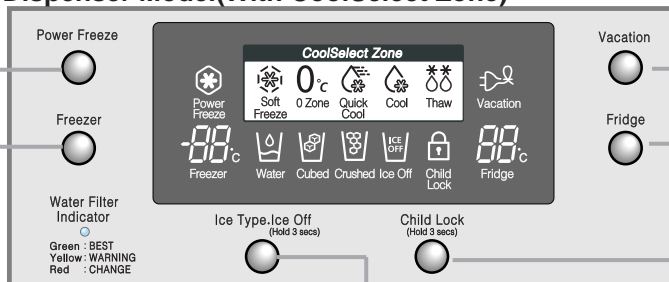 Dispenser Model(With CoolSelect Zone)
Power Freeze
Vacation
CoolSelect Zone
Power
Freeze
Soft
Freeze
0°C
0 Zone
Quick
Cool
Cool
Thaw
Vacation
Freezer
Fridge
-88°C
ICE
OFF
88°C
Freezer
Water
Cubed
Crushed
Ice Off
Child
Lock
Fridge
Water Filter
Indicator
Green : BEST
Yellow : WARNING
Red : CHANGE
Ice Type.Ice Off
(Hold 3 secs)
Child Lock
(Hold 3 secs)